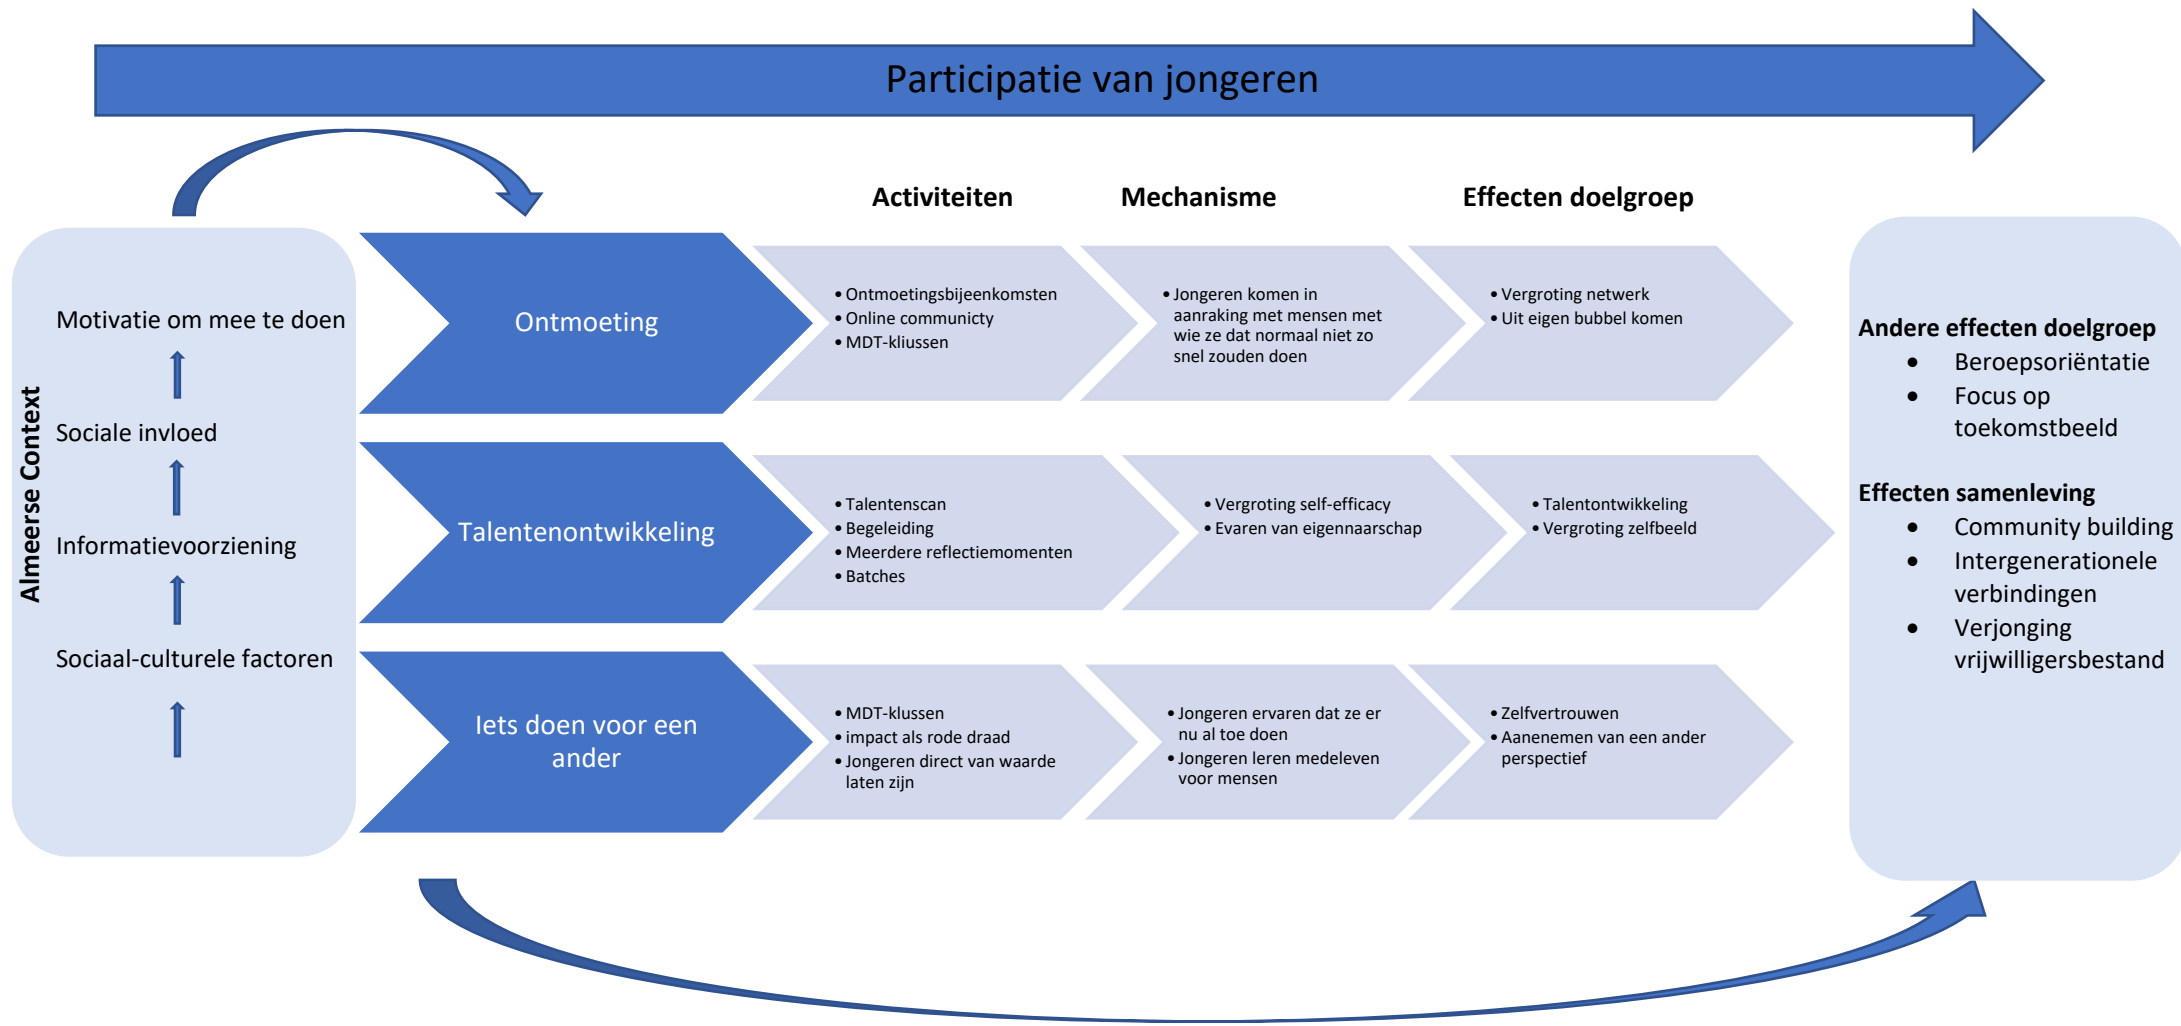 Participatie van jongeren
Activiteiten
Mechanisme
Effecten doelgroep
Almeerse Context
Motivatie om mee te doen
Sociale invloed
Informatievoorziening
Sociaal-culturele factoren
Ontmoeting
• Ontmoetingsbijeenkomsten
• Online communicty
• MDT-kliussen
• Jongeren komen in
aanraking met mensen met
wie ze dat normaal niet zo
snel zouden doen
• Vergroting netwerk
• Uit eigen bubbel komen
Talentenontwikkeling
• Talentenscan
• Begeleiding
• Meerdere reflectiemomenten
• Batches
• Vergroting self-efficacy
• Evaren van eigennaarschap
• Talentontwikkeling
• Vergroting zelfbeeld
Iets doen voor een
ander
• MDT-klussen
• impact als rode draad
• Jongeren direct van waarde
laten zijn
• Jongeren ervaren dat ze er
nu al toe doen
• Jongeren leren medeleven
voor mensen
• Zelfvertrouwen
• Aanenemen van een ander
perspectief
Andere effecten doelgroep
• Beroepsoriëntatie
• Focus op
toekomstbeeld
Effecten samenleving
• Community building
• Intergenerationele
verbindingen
• Verjonging
vrijwilligersbestand